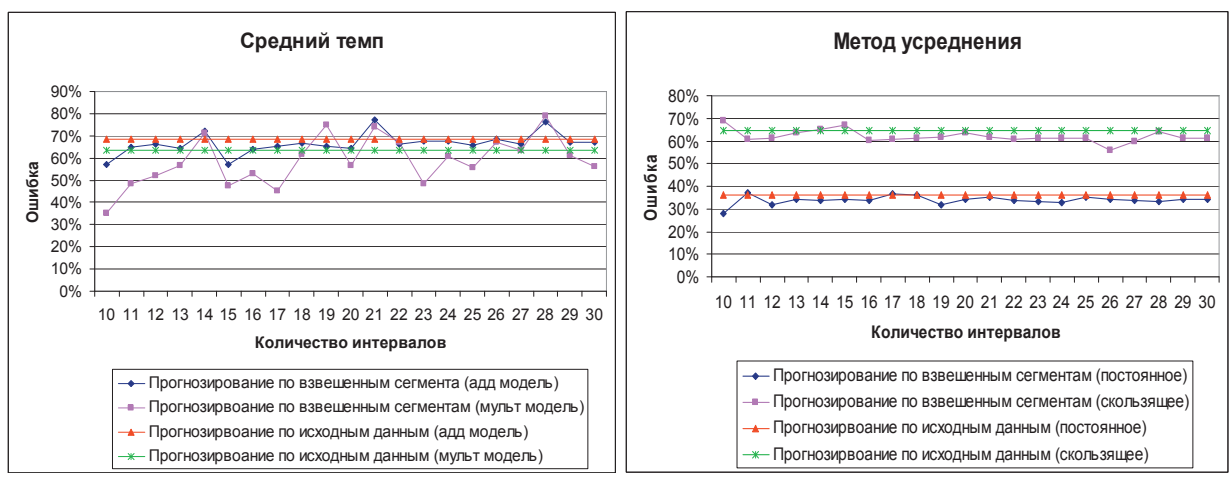 Средний темп
90%
80%
70%
60%
50%
40%
30%
20%
10%
0%
Ошибка
10 11 12 13 14 15 16 17 18 19 20 21 22 23 24 25 26 27 28 29 30
Количество интервалов
Прогнозирование по взвешенным сегмента (адд модель)
Прогнозирвоание по взвешенным сегментам (мульт модель)
Прогнозирвоание по исходным данным (адд модель)
Прогнозирвоание по исходным данным (мульт модель)
Метод усреднения
80%
70%
60%
50%
40%
30%
20%
10%
0%
Ошибка
10 11 12 13 14 15 16 17 18 19 20 21 22 23 24 25 26 27 28 29 30
Количество интервалов
Прогнозирование по взвешенным сегментам (постоянное)
Прогнозирование по взвешенным сегментам (скользящее)
Прогнозирвоание по исходным данным (постоянное)
Прогнозирвоание по исходным данным (скользящее)